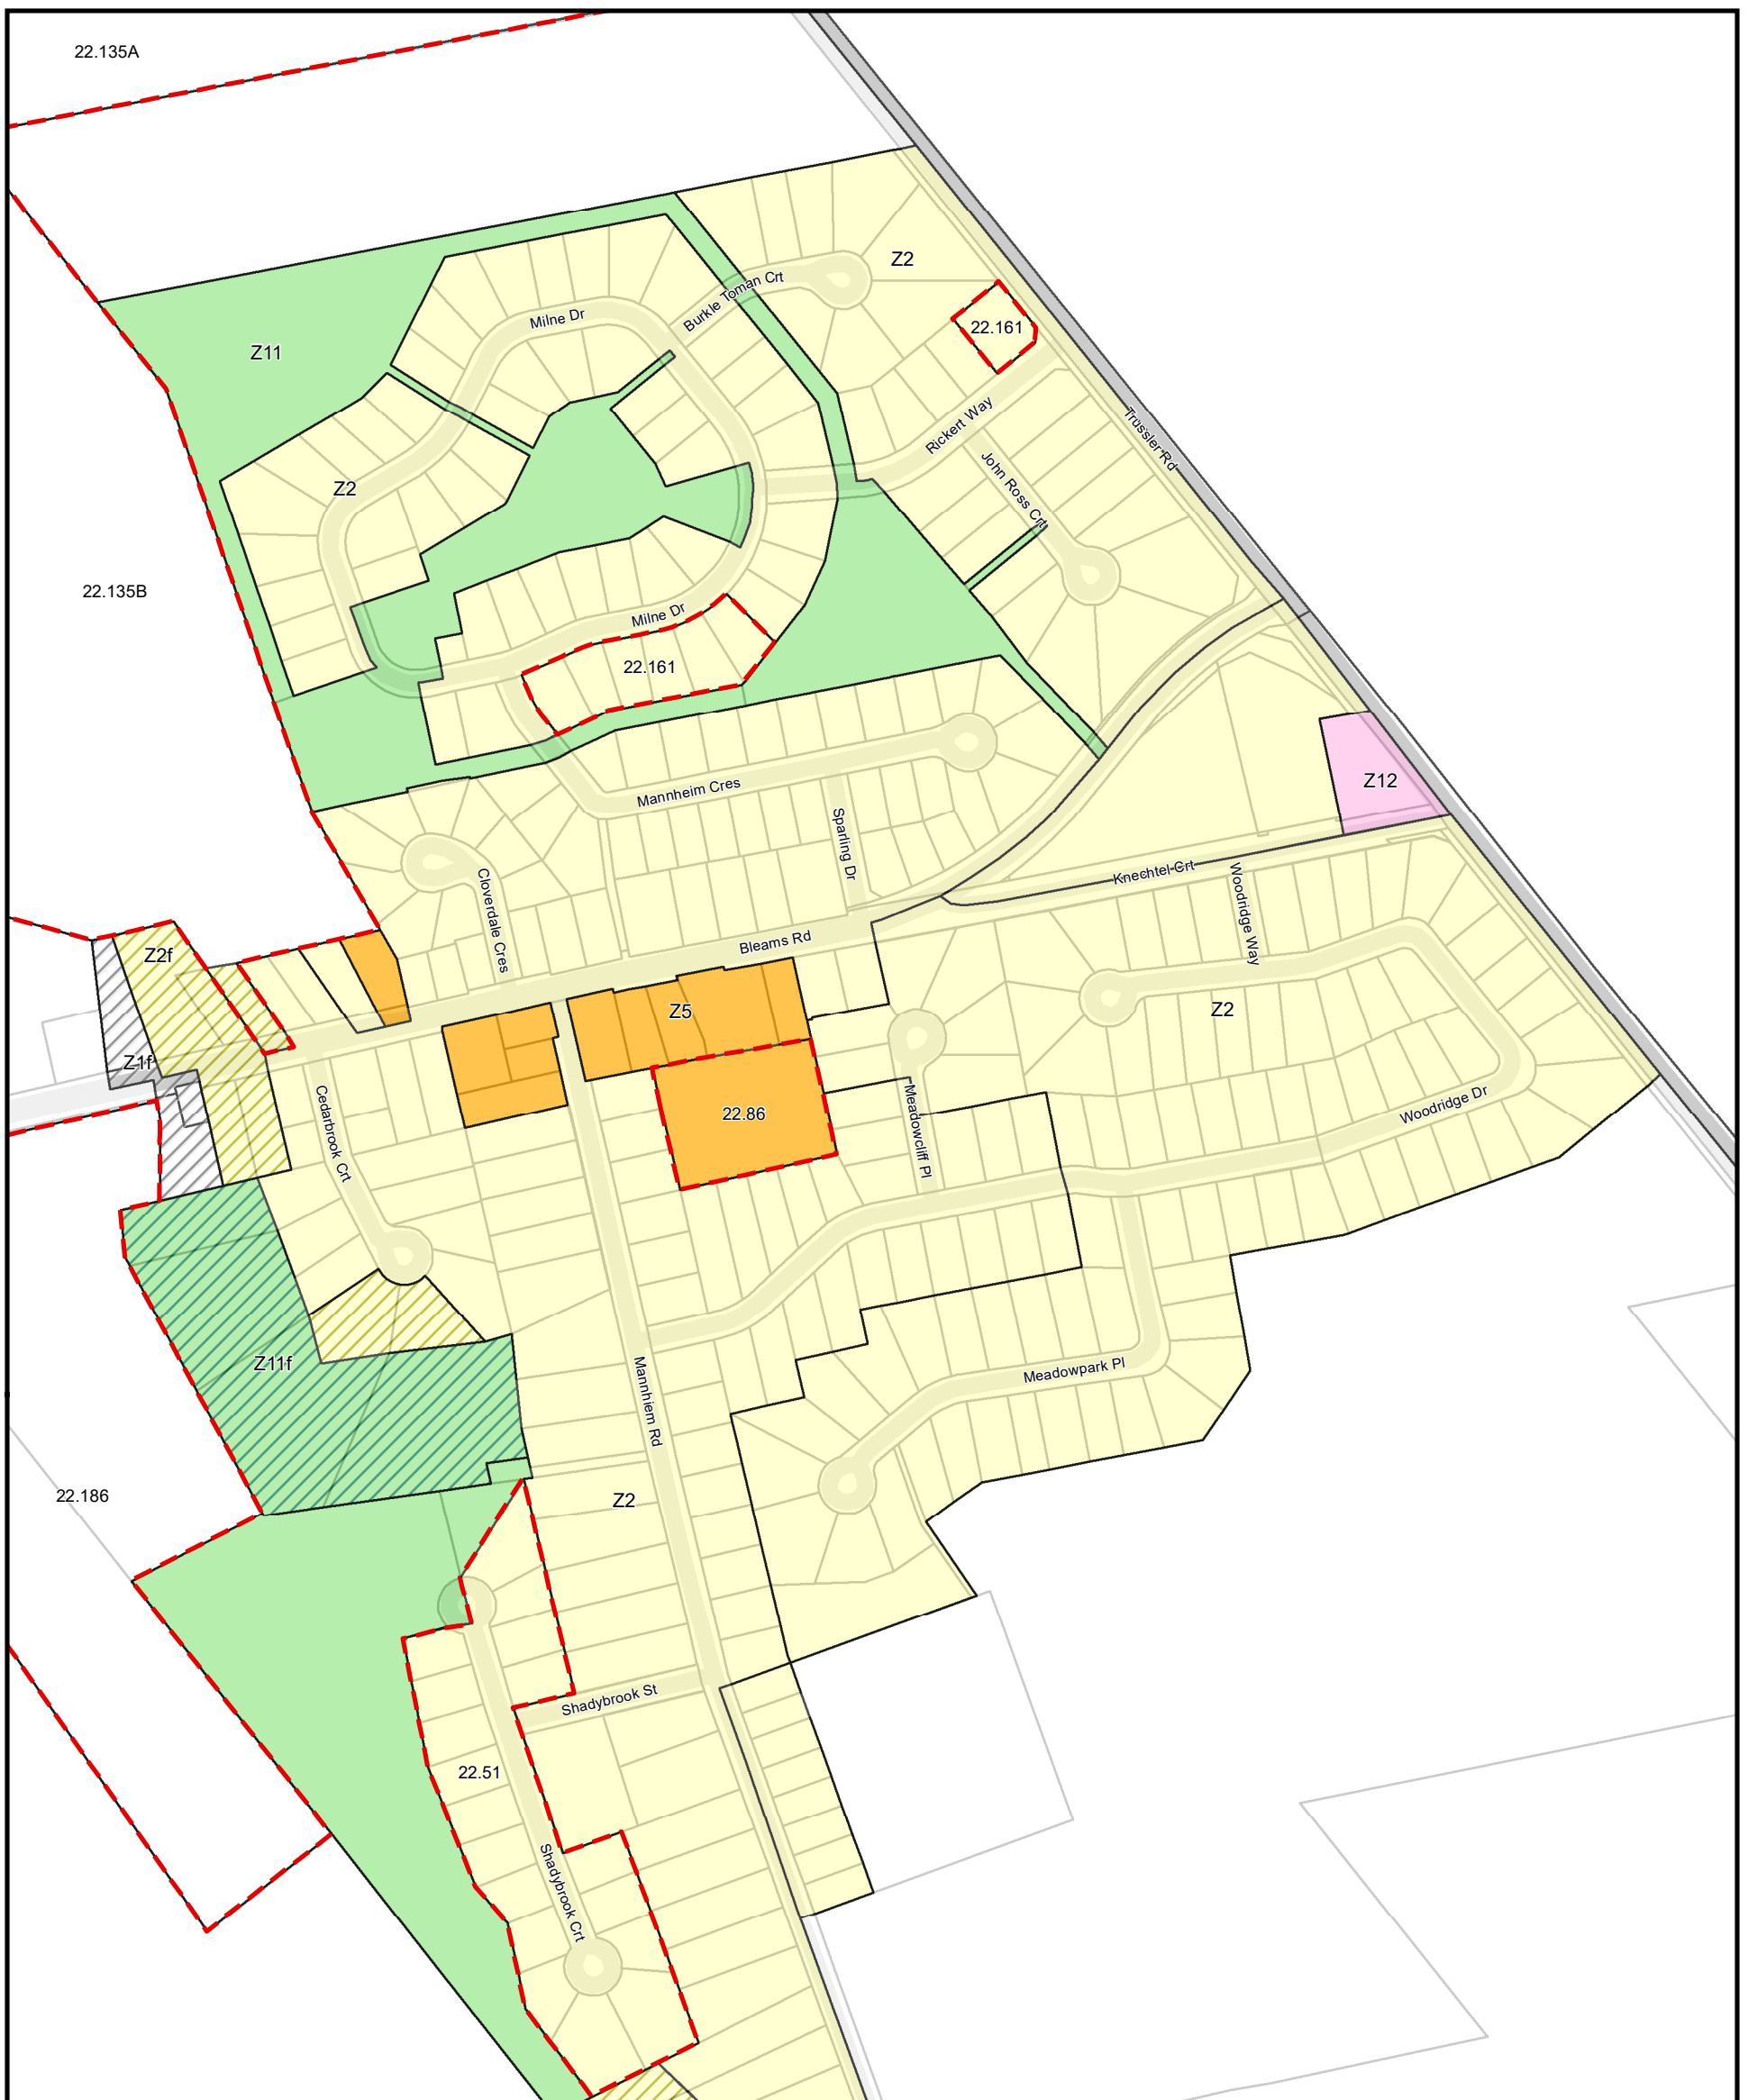 22.135A
Z2
Burkle Toman Crt
Milne Dr
22.161
Z11
Trussler Rd
Rickert Way
John Ross Crt
Z2
22.135B
Milne Dr
22.161
Z12
Mannheim Cres
Sparling Dr
Knechtel Crt
Woodridge Way
Cloverdale Cres
Bleams Rd
Z2f
Z5
Z2
Z1f
22.86
Cedarbrook Crt
Meadowcliff Pl
Woodridge Dr
Z11f
Meadowpark Pl
Mannhiem Rd
22.186
Z2
Shadybrook St
22.51
Shadybrook Crt